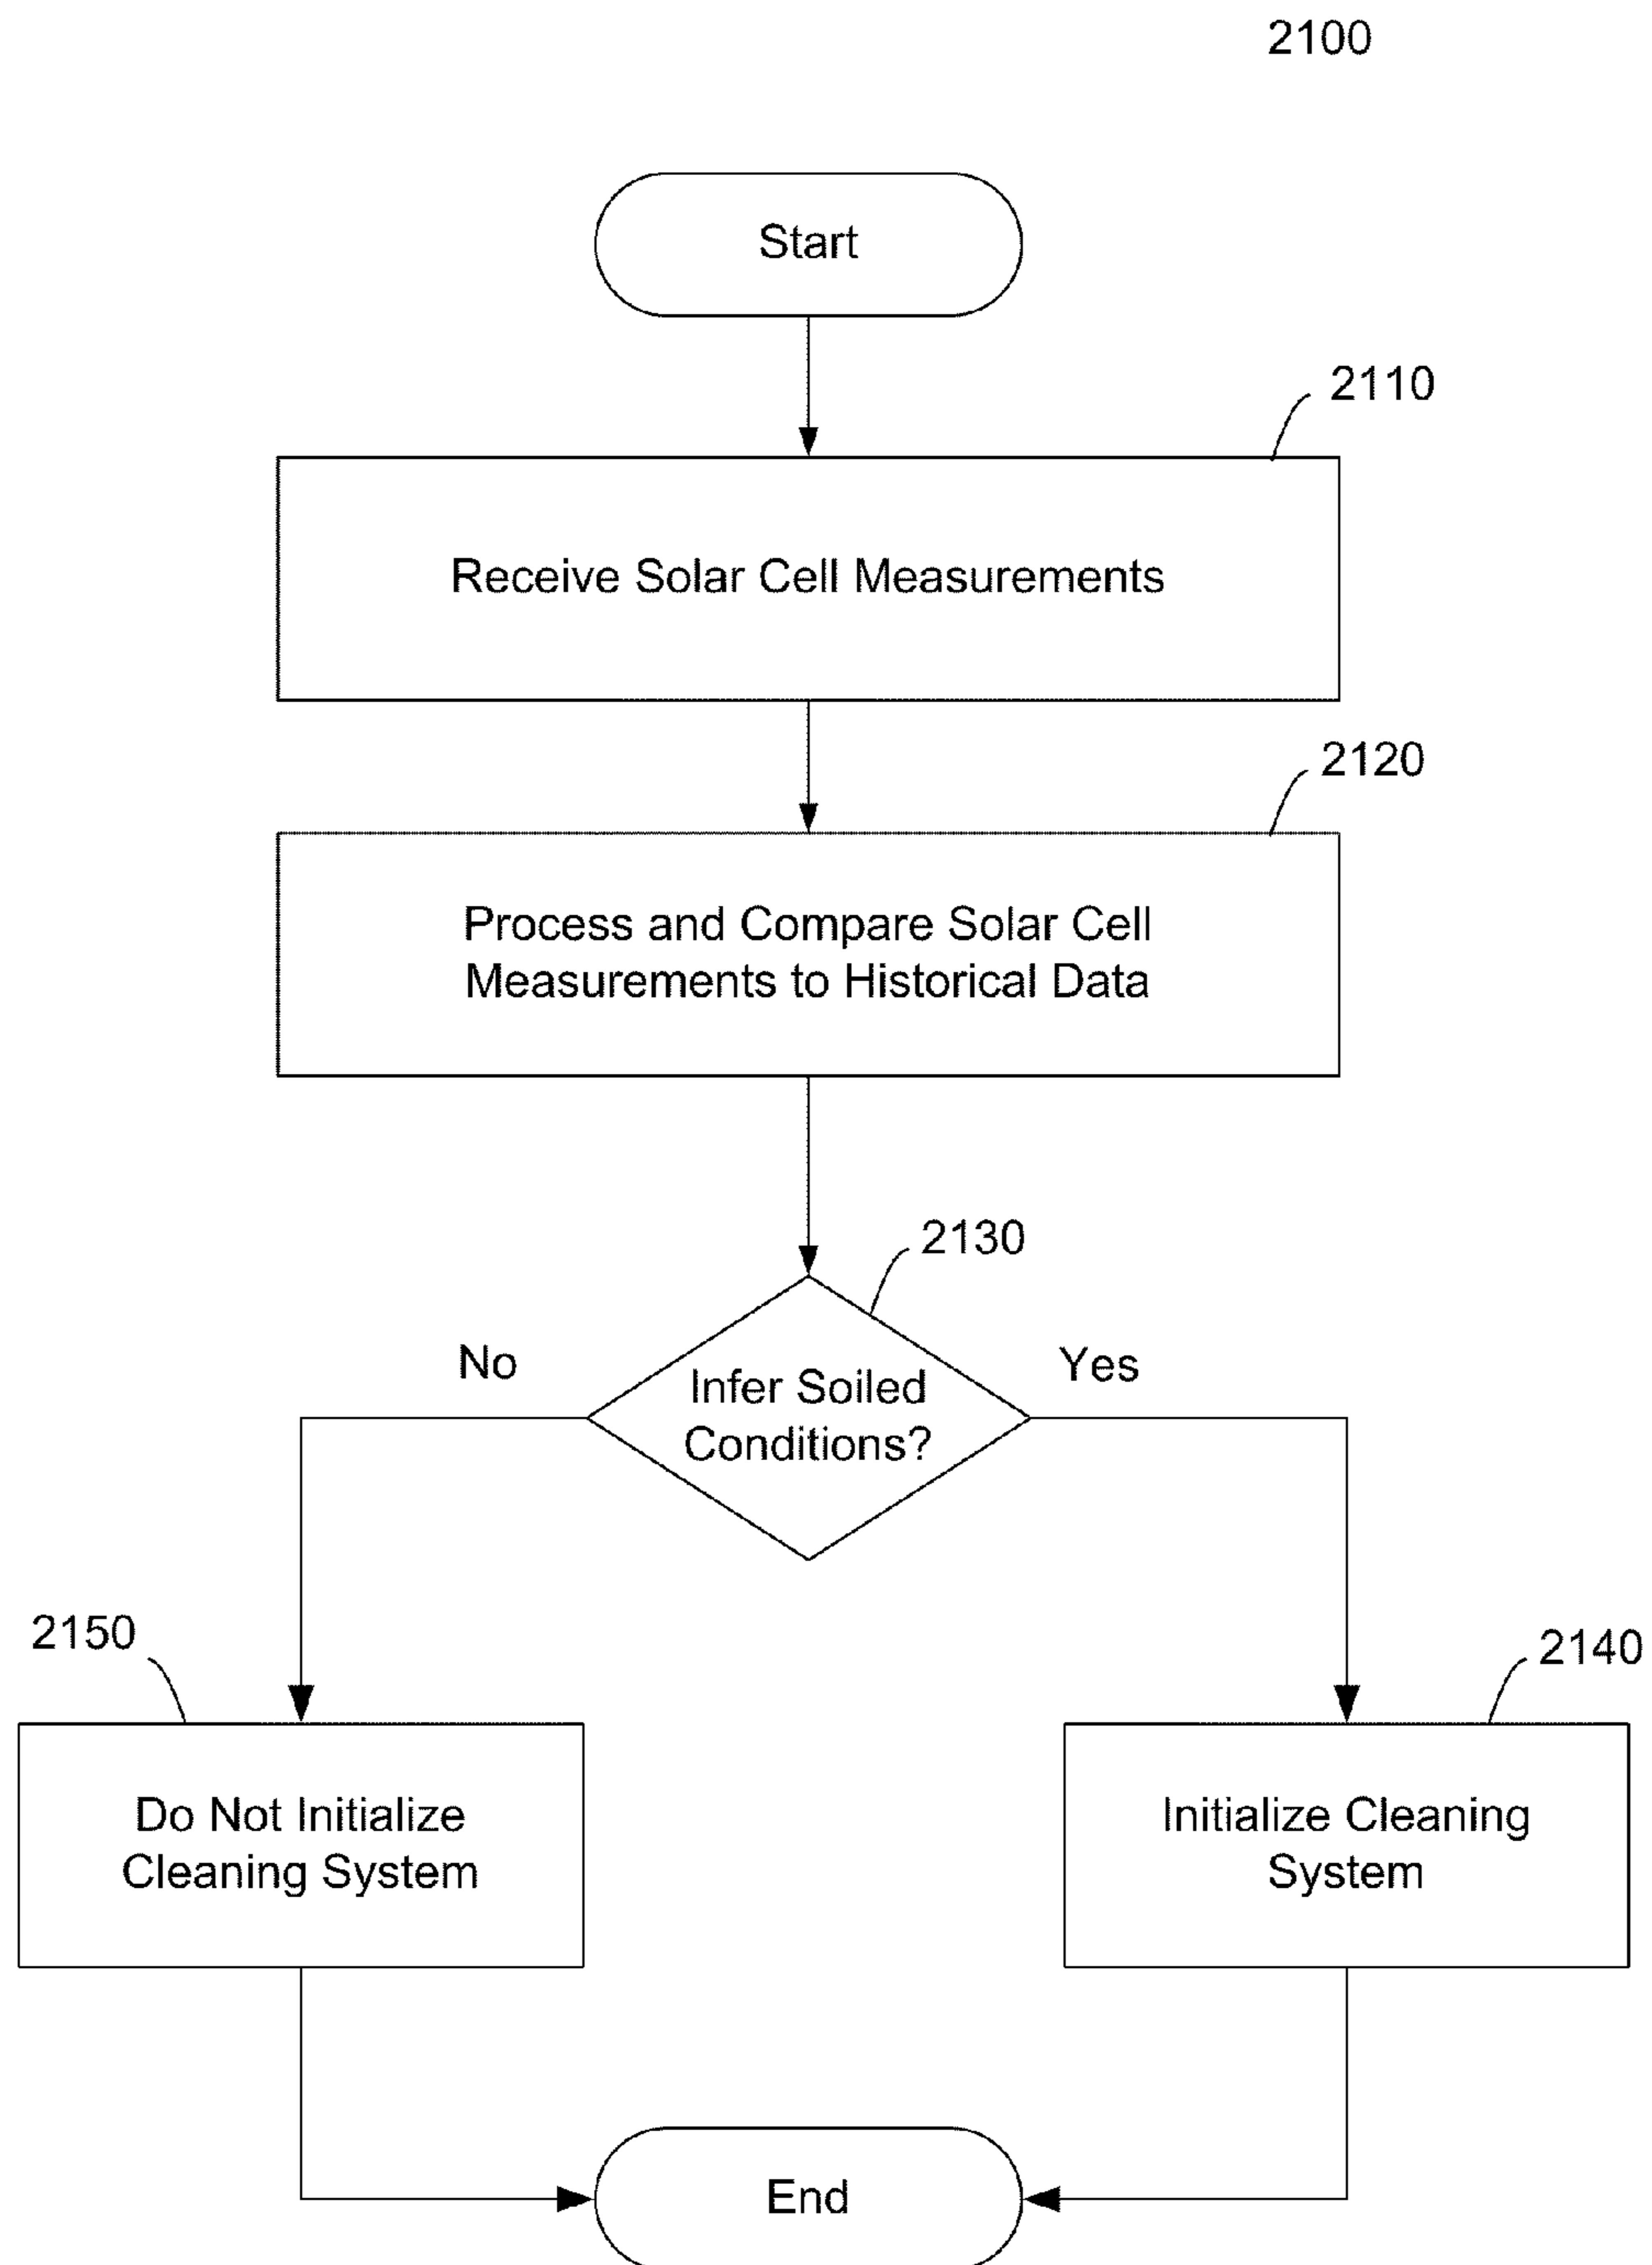 2100
Start
2110
Receive Solar Cell Measurements
2120
Process and Compare Solar Cell
Measurements to Historical Data
2130
No
Yes
Infer Soiled
Conditions?
2150
2140
Do Not Initialize
Cleaning System
Initialize Cleaning
System
End